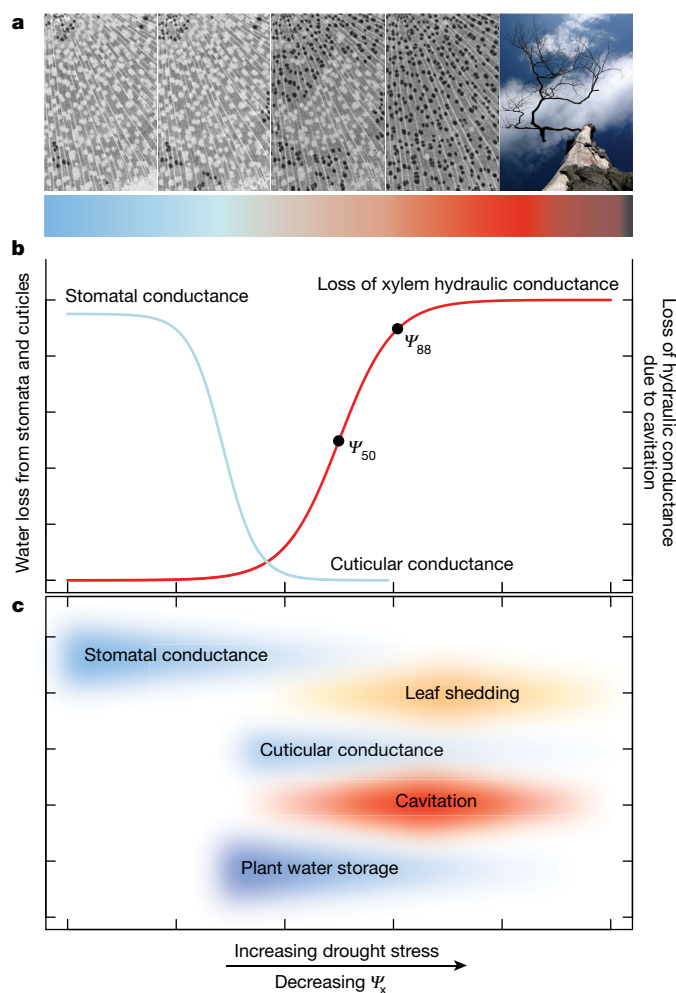 a
b
Stomatal conductance
Loss of xylem hydraulic conductance
Ψ88
Ψ50
Cuticular conductance
Water loss from stomata and cuticles
Loss of hydraulic conductance
due to cavitation
c
Stomatal conductance
Leaf shedding
Cuticular conductance
Cavitation
Plant water storage
Increasing drought stress
Decreasing Ψx